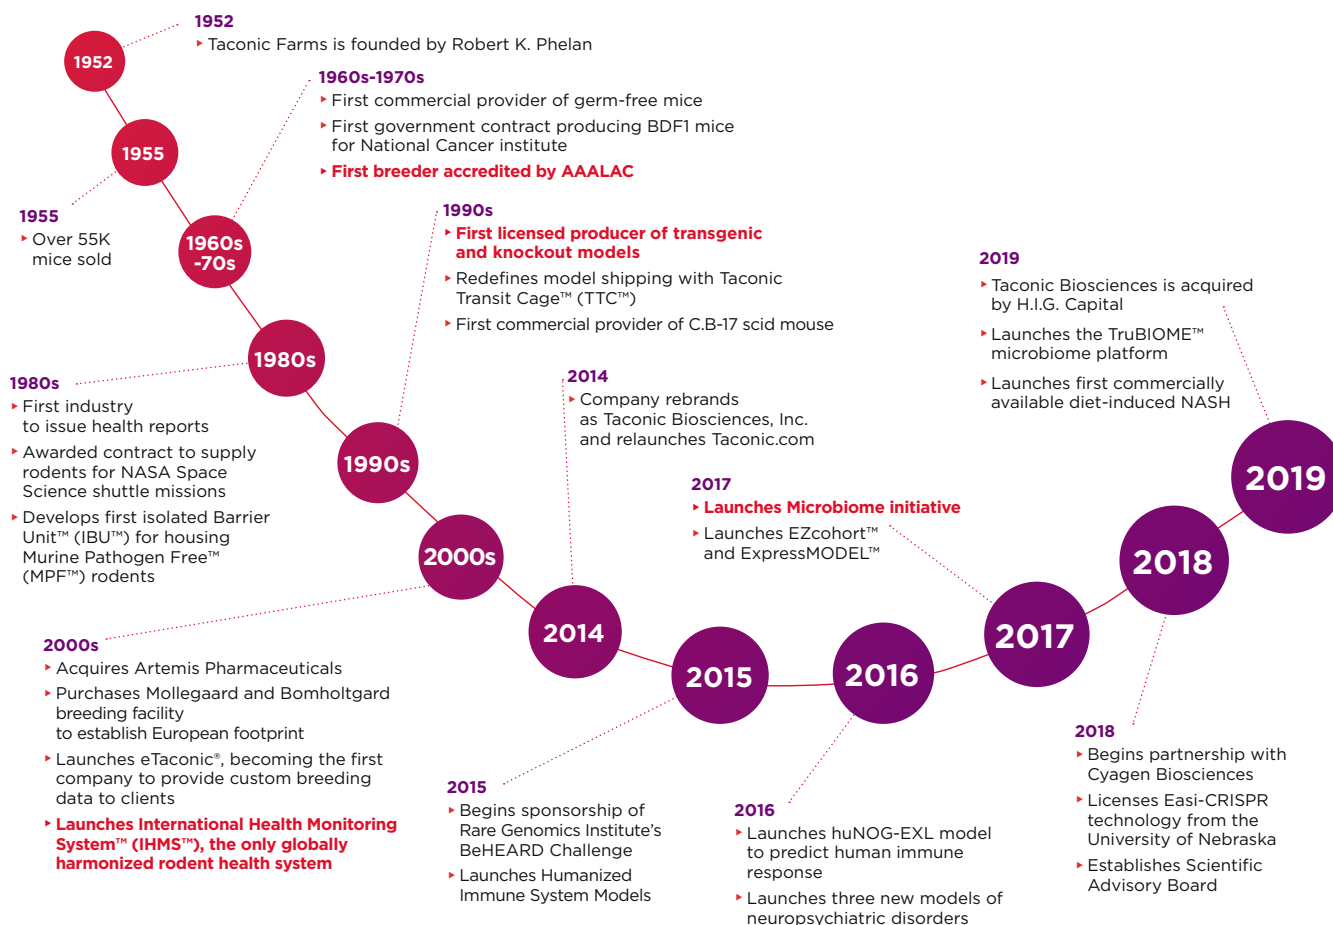 1952
▸ Taconic Farms is founded by Robert K. Phelan
1952
1960s-1970s
▸ First commercial provider of germ-free mice
▸ First government contract producing BDF1 mice
for National Cancer institute
▸ First breeder accredited by AAALAC
1955
1955
▸ Over 55K
mice sold
1960s
-70s
1990s
▸ First licensed producer of transgenic
and knockout models
▸ Redefines model shipping with Taconic
Transit Cage™ (TTC™)
▸ First commercial provider of C.B-17 scid mouse
2019
▸ Taconic Biosciences is acquired
by H.I.G. Capital
▸ Launches the TruBIOME™
microbiome platform
▸ Launches first commercially
available diet-induced NASH
1980s
1980s
▸ First industry
to issue health reports
▸ Awarded contract to supply
rodents for NASA Space
Science shuttle missions
▸ Develops first isolated Barrier
Unit™ (IBU™) for housing
Murine Pathogen Free™
(MPF™) rodents
2014
▸ Company rebrands
as Taconic Biosciences, Inc.
and relaunches Taconic.com
1990s
2017
▸ Launches Microbiome initiative
▸ Launches EZcohort™
and ExpressMODEL™
2019
2000s
2018
2014
2017
2015
2016
2000s
▸ Acquires Artemis Pharmaceuticals
▸ Purchases Mollegaard and Bomholtgard
breeding facility
to establish European footprint
▸ Launches eTaconic®, becoming the first
company to provide custom breeding
data to clients
▸ Launches International Health Monitoring
System™ (IHMS™), the only globally
harmonized rodent health system
2015
▸ Begins sponsorship of
Rare Genomics Institute’s
BeHEARD Challenge
▸ Launches Humanized
Immune System Models
2016
▸ Launches huNOG-EXL model
to predict human immune
response
▸ Launches three new models of
neuropsychiatric disorders
2018
▸ Begins partnership with
Cyagen Biosciences
▸ Licenses Easi-CRISPR
technology from the
University of Nebraska
▸ Establishes Scientific
Advisory Board